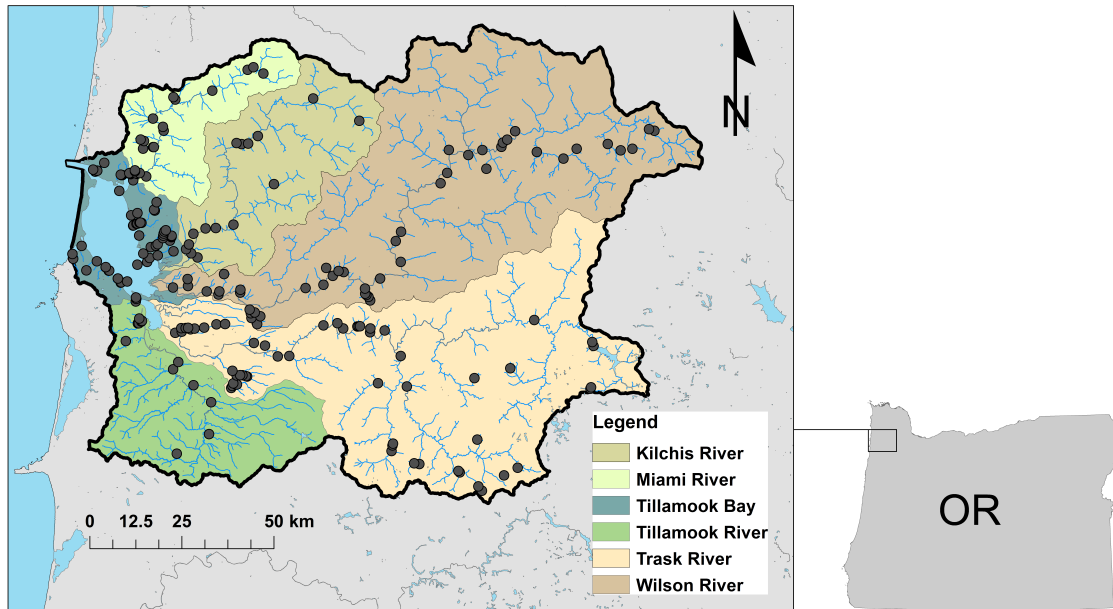 N
Legend
Kilchis River
Miami River
Tillamook Bay
Tillamook River
Trask River
Wilson River
0 12.5 25 50 km
OR